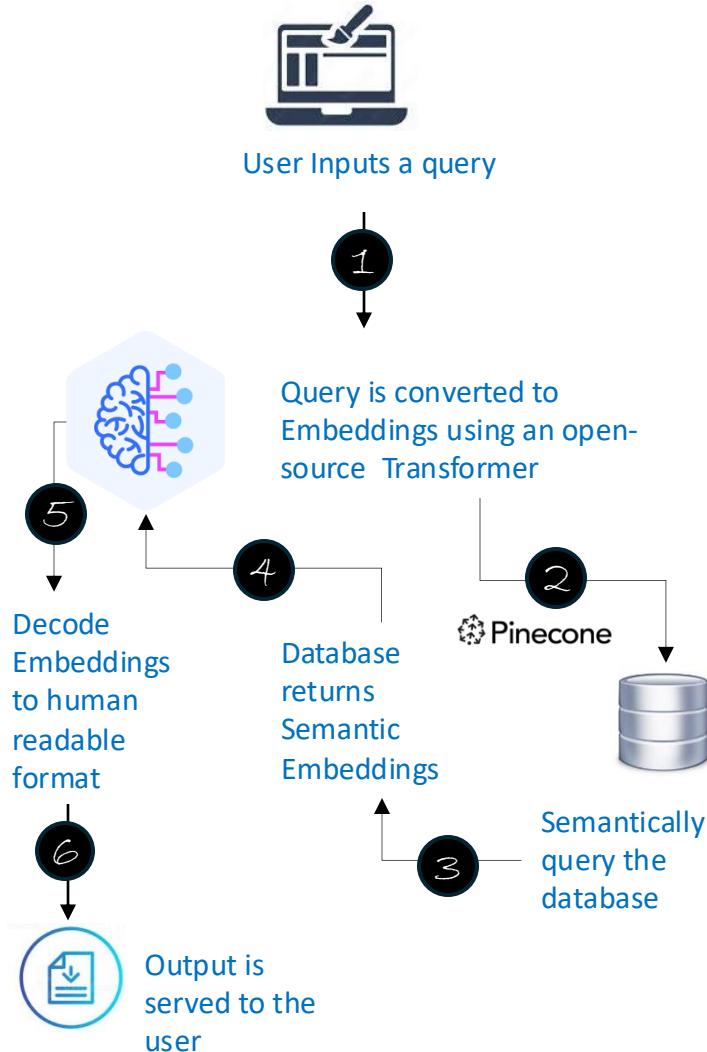 User Inputs a query
1
Query is converted to
Embeddings using an open-
source Transformer
2
Pinecone
Semantically
query the
database
3
Database
returns
Semantic
Embeddings
4
5
Decode
Embeddings
to human
readable
format
6
Output is
served to the
user